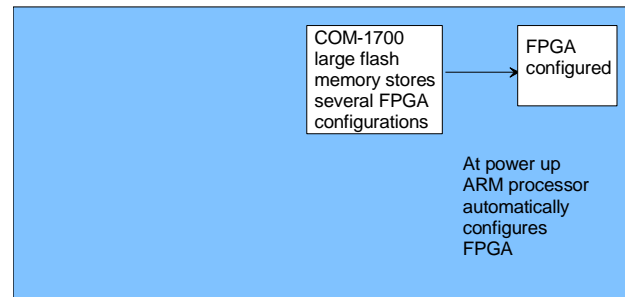 COM-1700
large flash
memory stores
several FPGA
configurations
FPGA
configured
At power up
ARM processor
automatically
configures
FPGA